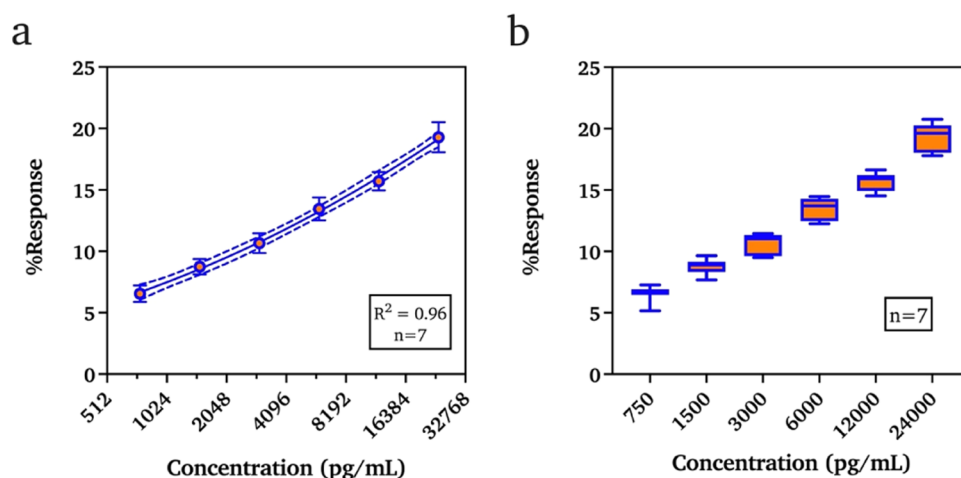 a
25
20
15
10
5
0
%Response
R² = 0.96
n=7
512
1024
2048
4096
8192
16384
32768
Concentration (pg/mL)
b
25
20
15
10
5
0
%Response
n=7
750
1500
3000
6000
12000
24000
Concentration (pg/mL)